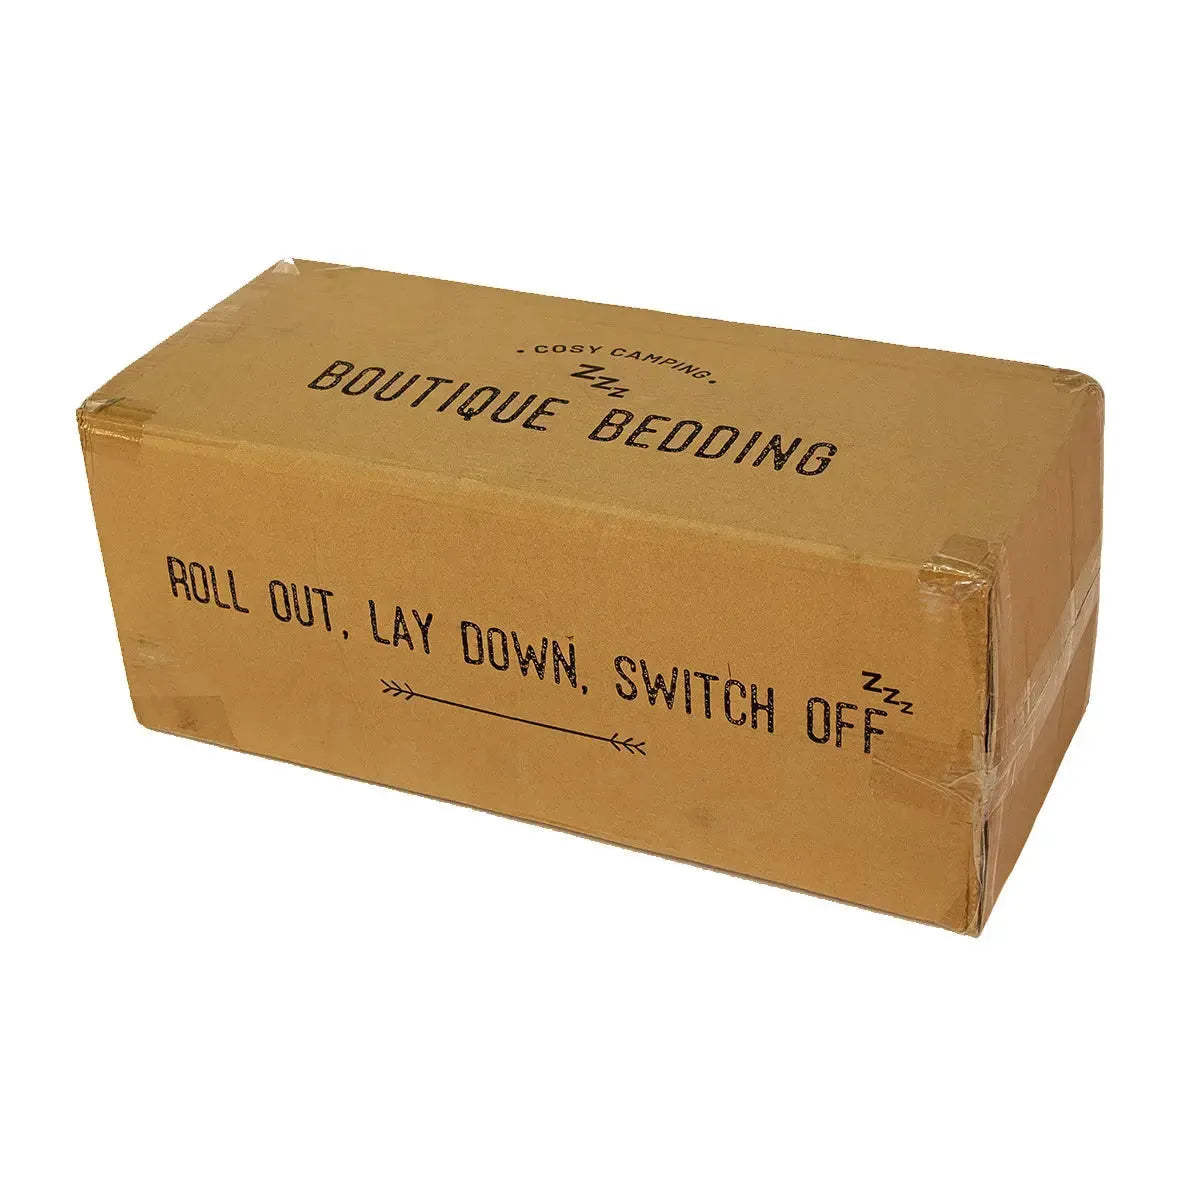 • COSY CAMPING •
ZZZ
BOUTIQUE BEDDING
ROLL OUT, LAY DOWN, SWITCH OFF ZZZ